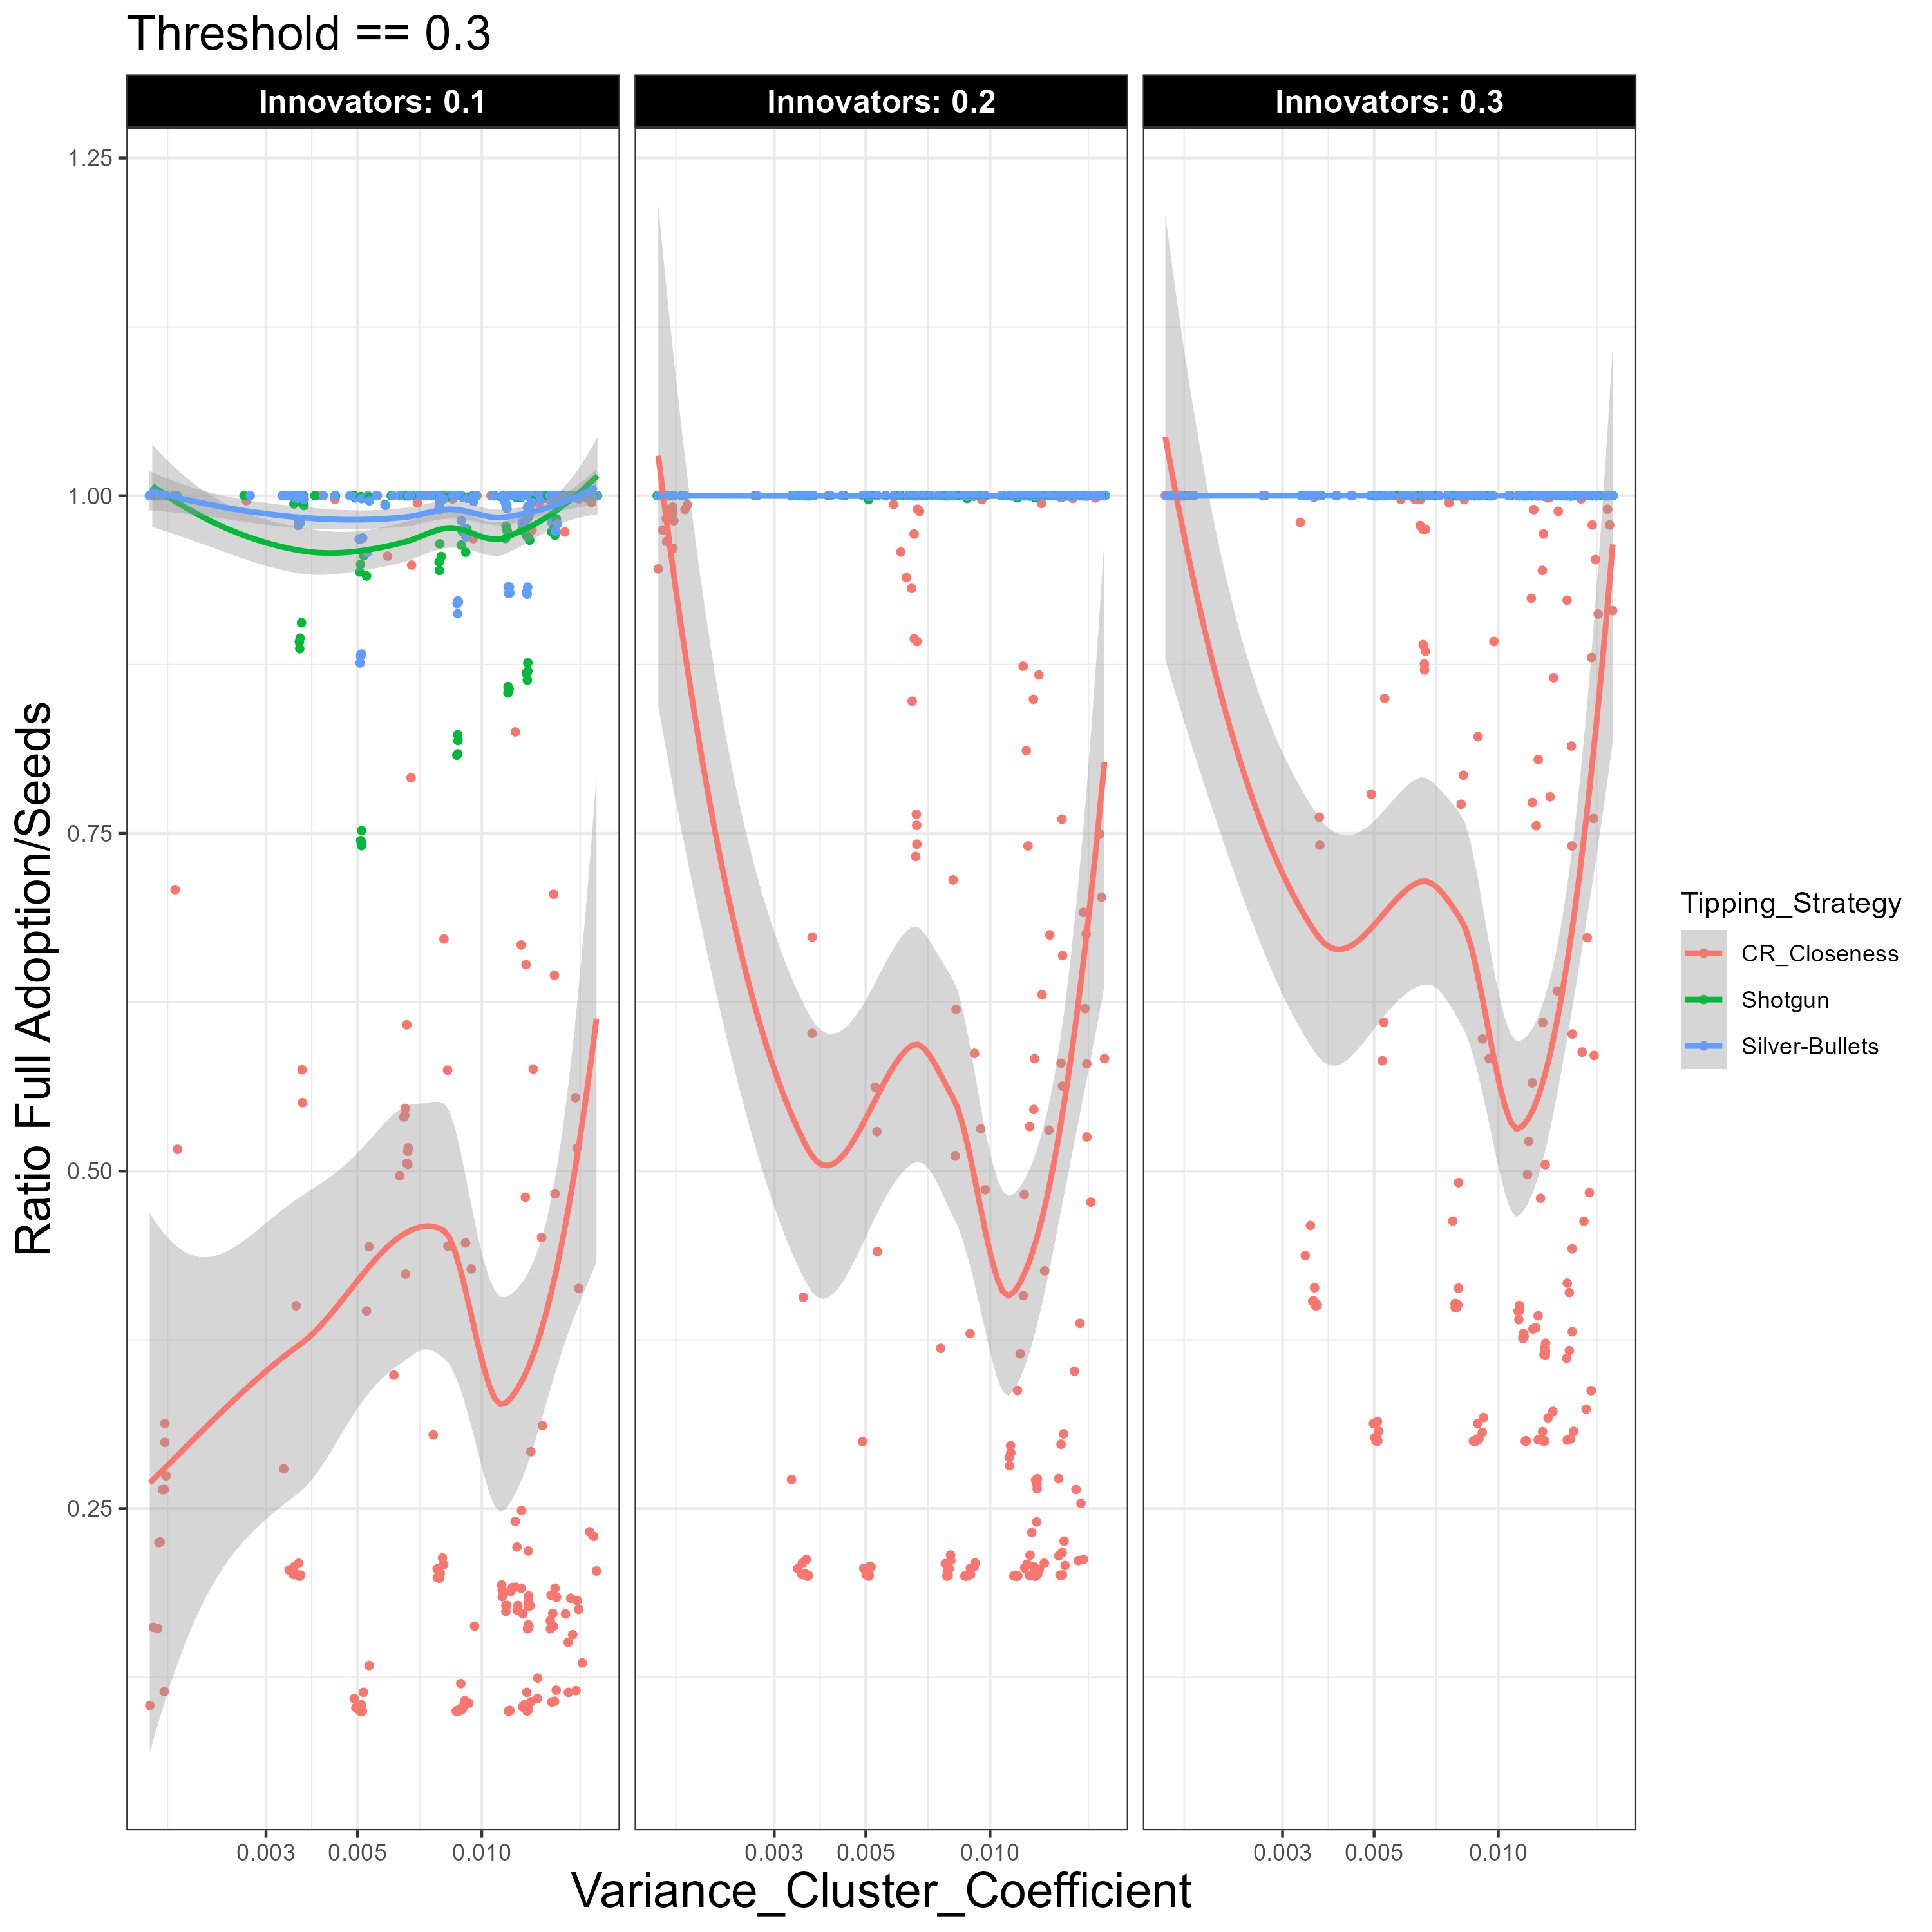 Threshold == 0.3
Innovators: 0.1
Innovators: 0.2
Innovators: 0.3
1.25
1.00
0.75
0.50
0.25
Ratio Full Adoption/Seeds
0.003 0.005 0.010
0.003 0.005 0.010
0.003 0.005 0.010
Variance_Cluster_Coefficient
Tipping_Strategy
CR_Closeness
Shotgun
Silver-Bullets